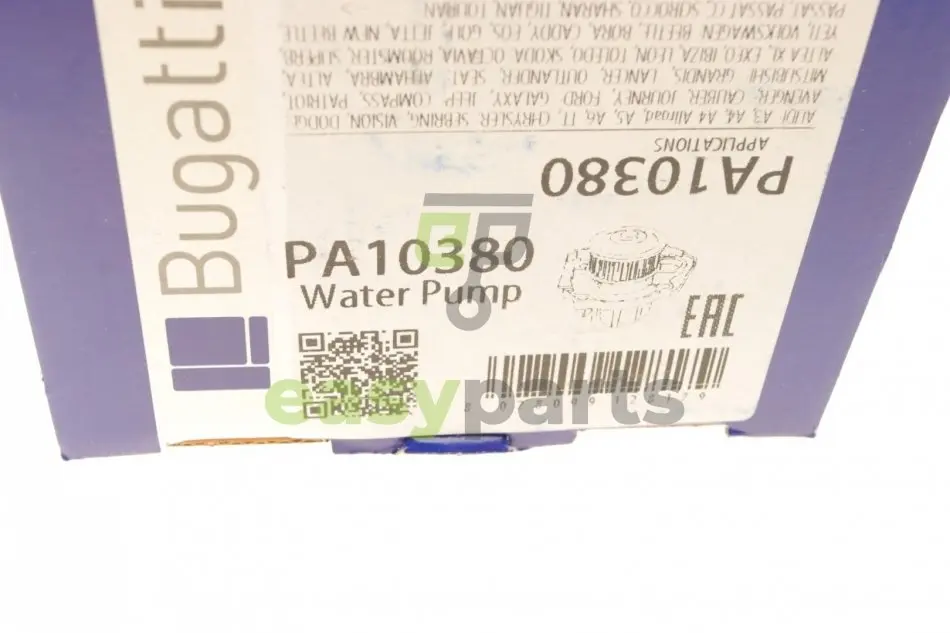 Bugatti
PASSAT, PASSAT CC, SCIROCCO, SHARAN, TIGUAN, TOURAN
YETI, VOLKSWAGEN BEETLE, BORA, CADDY, EOS, GOLF, JETTA, NEW BEETLE,
ALTEA XL, EXEO, IBIZA, LEON, TOLEDO, SKODA OCTAVIA, ROOMSTER, SUPERB,
MITSUBISHI GRANDIS, LANCER, OUTLANDER, SEAT ALHAMBRA, ALTEA,
AVENGER, CALIBER, JOURNEY, FORD GALAXY, JEEP COMPASS, PATRIOT,
AUDI A3, A4, A4 Allroad, A5, A6, TT, CHRYSLER SEBRING, VISION, DODGE
APPLICATIONS
PA10380
PA10380
Water Pump
EAC
easyparts